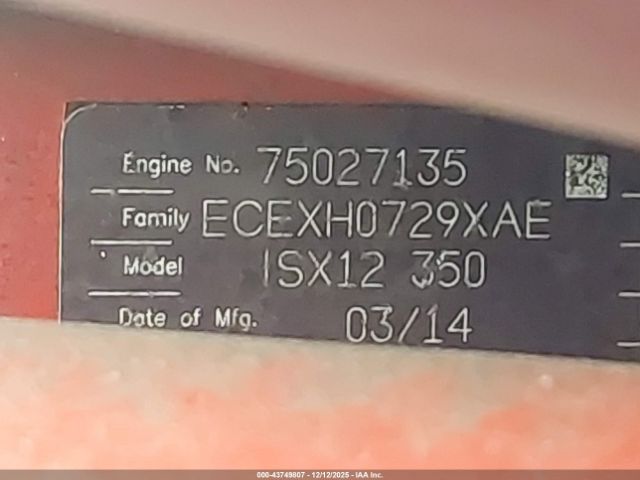 Engine No. 75027135
Family ECEXH0729XAE
Model ISX12 350
Date of Mfg. 03/14
000-43749807 - 12/12/2025 - IAA Inc.